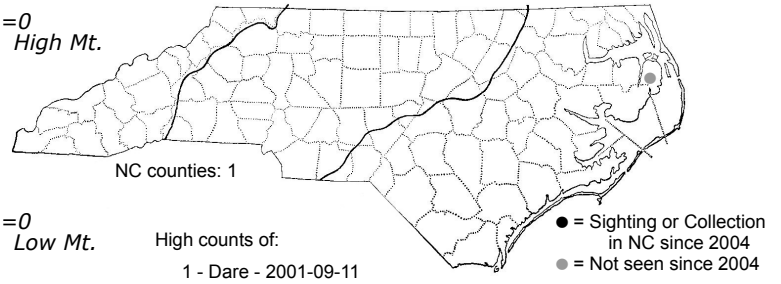 =0
High Mt.
NC counties: 1
=0
Low Mt.
High counts of:
1 - Dare - 2001-09-11
● = Sighting or Collection
in NC since 2004
● = Not seen since 2004